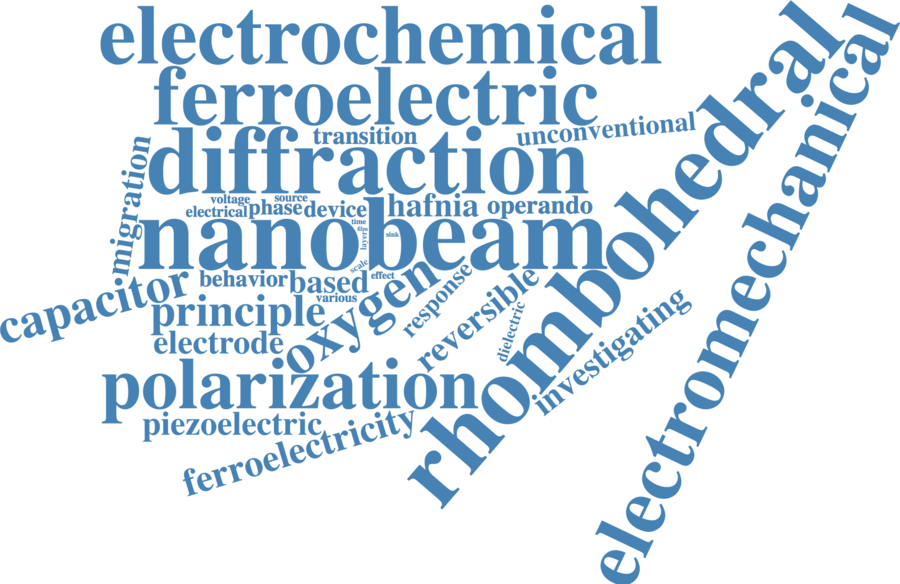 electrochemical
ferroelectric
transition
unconventional
diffraction
migration
voltage
source
electrical
phase
device
hafnia
operando
time
film
layer
sink
nanobeam
rhombohedral
electromechanical
scale
effect
behavior
based
various
capacitor
principle
oxygen
response
reversible
dielectric
investigating
electrode
polarization
piezoelectric
ferroelectricity